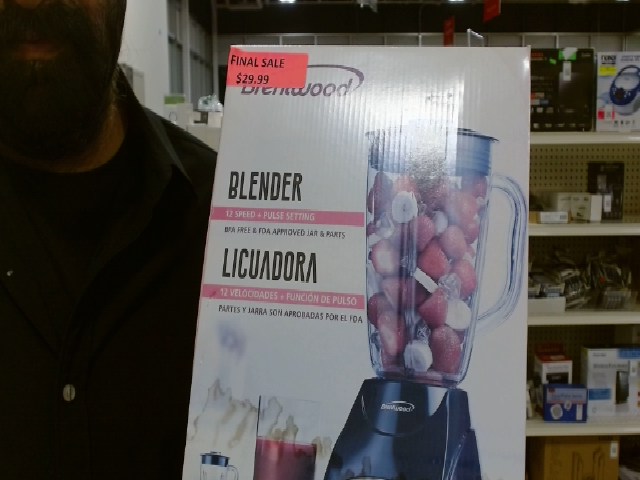 FINAL SALE
$29.99
Brentwood
BLENDER
12 SPEED + PULSE SETTING
BPA FREE & FDA APPROVED JAR & PARTS
LICUADORA
12 VELOCIDADES + FUNCIÓN DE PULSO
PARTES Y JARRA SON APROBADAS POR EL FDA
Brentwood